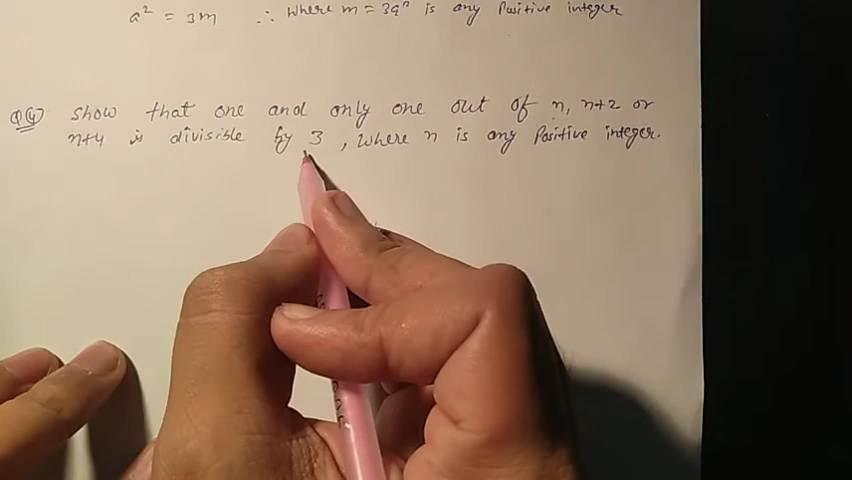 a² = 3m ∴ Where m = 3q² is any Positive integer
Q4) Show that one and only one out of n, n+2 or
n+4 is divisible by 3, Where n is any Positive integer.